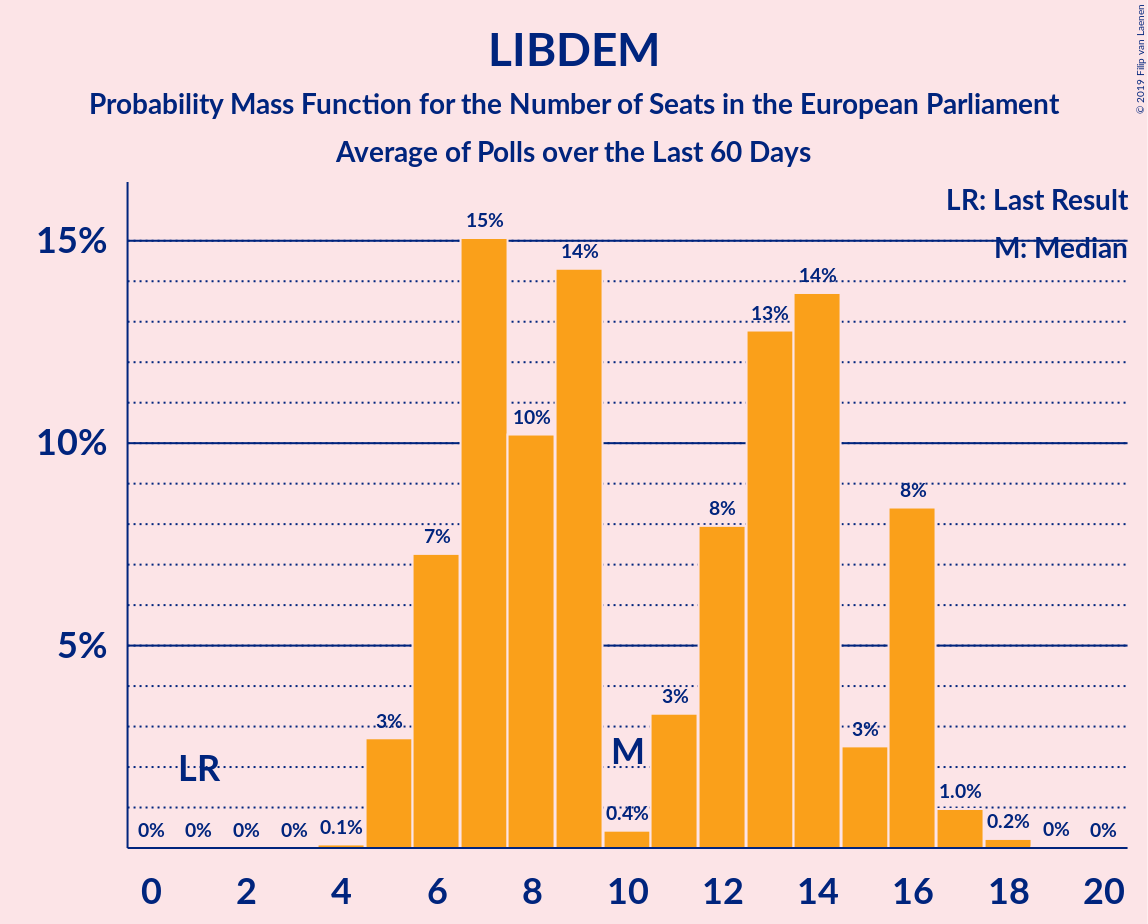 LIBDEM
Probability Mass Function for the Number of Seats in the European Parliament
Average of Polls over the Last 60 Days
© 2019 Filip van Laenen
LR: Last Result
M: Median
15%
10%
5%
0% 0% 0% 0% 0.1% 3% 7% 15% 10% 14% 0.4% 3% 8% 13% 14% 3% 8% 1.0% 0.2% 0% 0%
LR
M
0 2 4 6 8 10 12 14 16 18 20